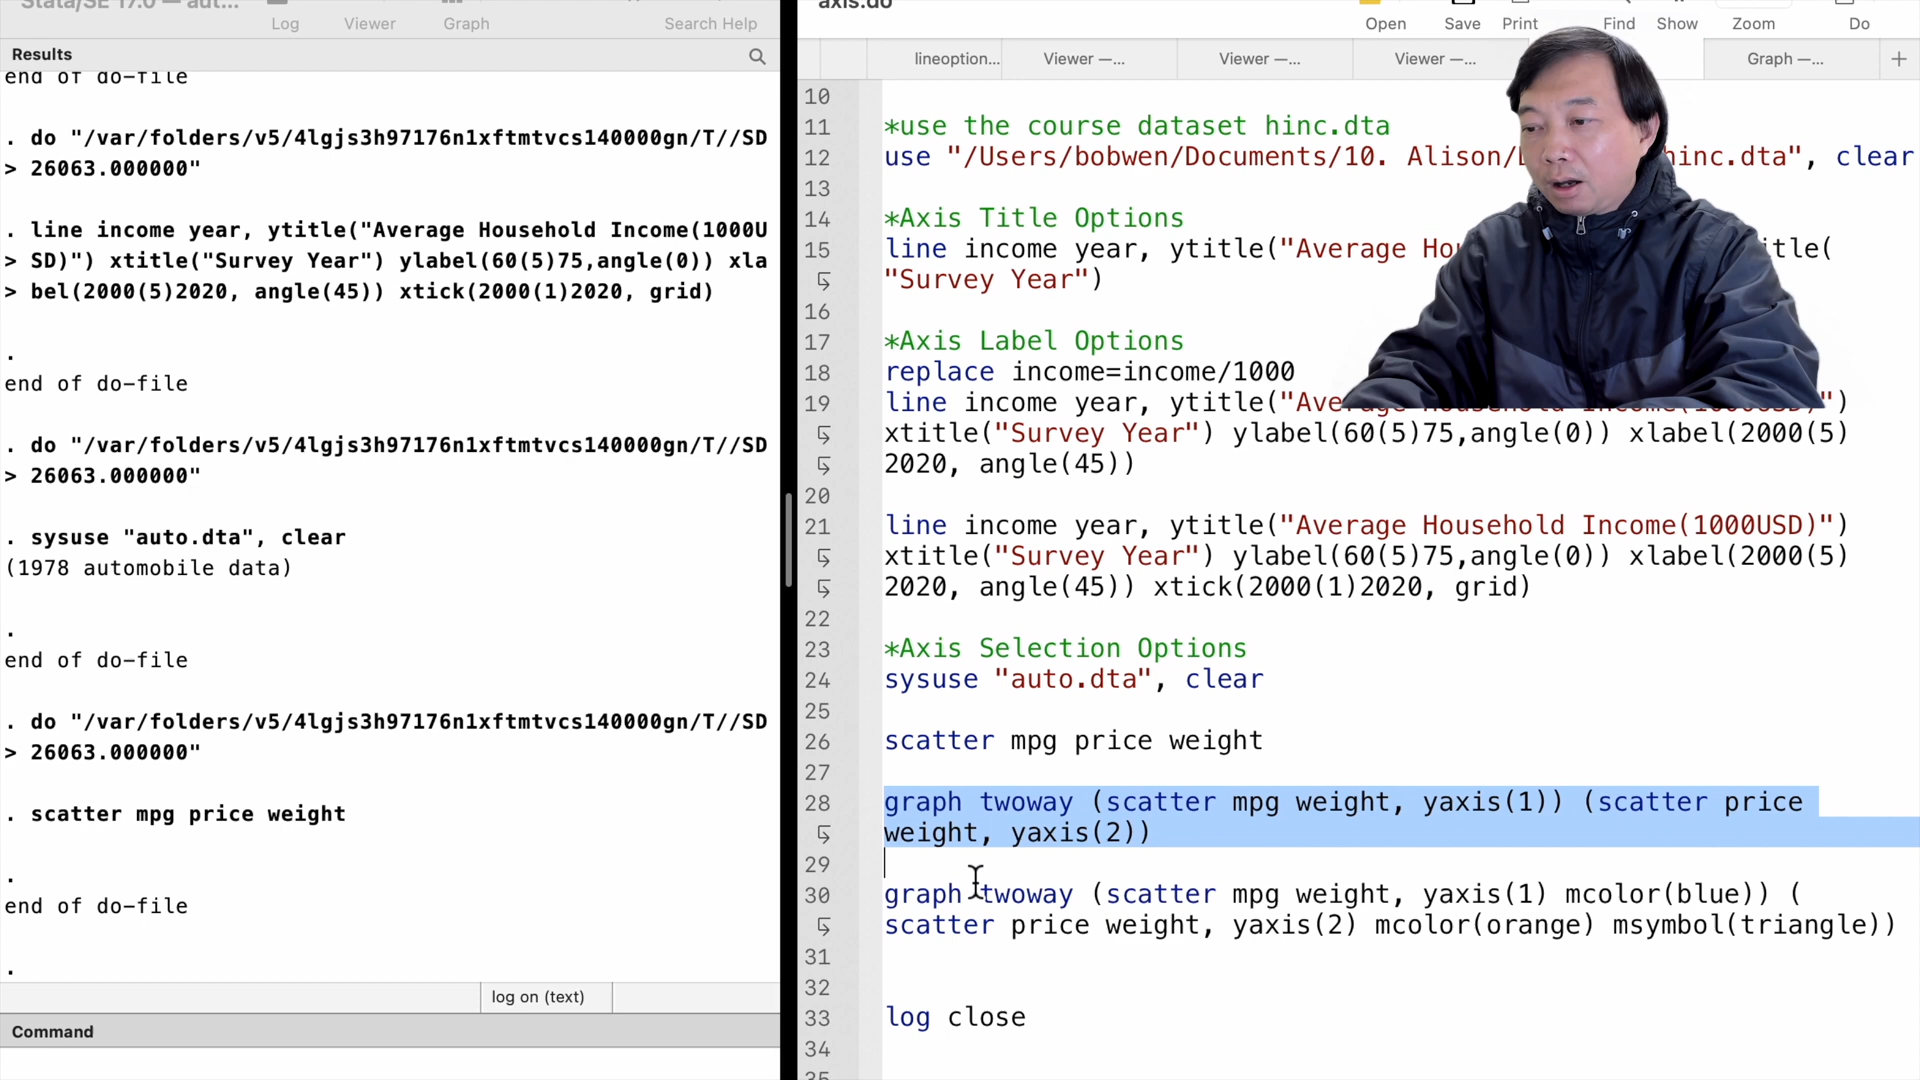 Stata/SE 17.0 — aut...
Log
Viewer
Graph
Search Help
Results
end of do-file
. do "/var/folders/v5/4lgjs3h97176n1xftmtvcs140000gn/T//SD
> 26063.000000"
. line income year, ytitle("Average Household Income(1000U
> SD)") xtitle("Survey Year") ylabel(60(5)75,angle(0)) xla
> bel(2000(5)2020, angle(45)) xtick(2000(1)2020, grid)
.
end of do-file
. do "/var/folders/v5/4lgjs3h97176n1xftmtvcs140000gn/T//SD
> 26063.000000"
. sysuse "auto.dta", clear
(1978 automobile data)
.
end of do-file
. do "/var/folders/v5/4lgjs3h97176n1xftmtvcs140000gn/T//SD
> 26063.000000"
. scatter mpg price weight
.
end of do-file
.
log on (text)
Command
axis.do
Open
Save
Print
Find
Show
Zoom
Do
lineoption...
Viewer —...
Viewer —...
Viewer —...
Graph —...
10
11 *use the course dataset hinc.dta
12 use "/Users/bobwen/Documents/10. Alison/ hinc.dta", clear
13
14 *Axis Title Options
15 line income year, ytitle("Average
"Survey Year")
16
17 *Axis Label Options
18 replace income=income/1000
19 line income year, ytitle("Average Household Income(1000USD)")
xtitle("Survey Year") ylabel(60(5)75,angle(0)) xlabel(2000(5)
2020, angle(45))
20
21 line income year, ytitle("Average Household Income(1000USD)")
xtitle("Survey Year") ylabel(60(5)75,angle(0)) xlabel(2000(5)
2020, angle(45)) xtick(2000(1)2020, grid)
22
23 *Axis Selection Options
24 sysuse "auto.dta", clear
25
26 scatter mpg price weight
27
28 graph twoway (scatter mpg weight, yaxis(1)) (scatter price
weight, yaxis(2))
29
30 graph twoway (scatter mpg weight, yaxis(1) mcolor(blue)) (
scatter price weight, yaxis(2) mcolor(orange) msymbol(triangle))
31
32
33 log close
34
35